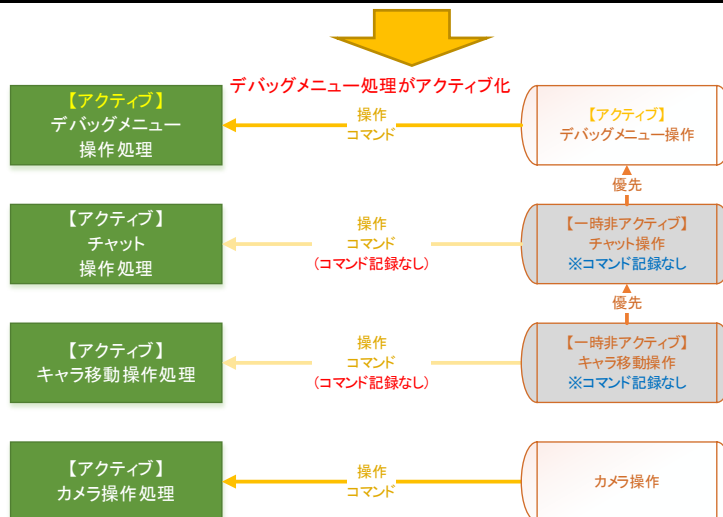 デバッグメニュー処理がアクティブ化
【アクティブ】
デバッグメニュー
操作処理
操作
コマンド
【アクティブ】
デバッグメニュー操作
優先
【アクティブ】
チャット
操作処理
操作
コマンド
(コマンド記録なし)
【一時非アクティブ】
チャット操作
※コマンド記録なし
優先
【アクティブ】
キャラ移動操作処理
操作
コマンド
(コマンド記録なし)
【一時非アクティブ】
キャラ移動操作
※コマンド記録なし
【アクティブ】
カメラ操作処理
操作
コマンド
カメラ操作